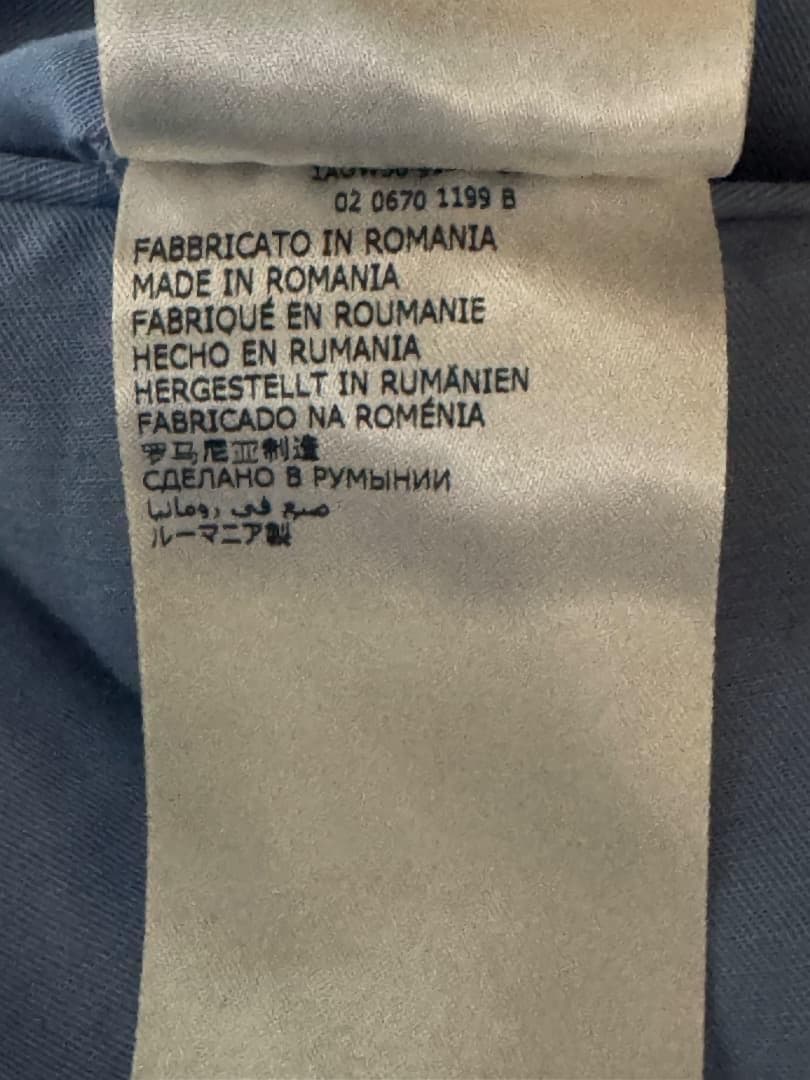 02 0670 1199 B
FABBRICATO IN ROMANIA
MADE IN ROMANIA
FABRIQUÉ EN ROUMANIE
HECHO EN RUMANIA
HERGESTELLT IN RUMÄNIEN
FABRICADO NA ROMÉNIA
罗马尼亚制造
СДЕЛАНО В РУМЫНИИ
صنع في رومانيا
ルーマニア製